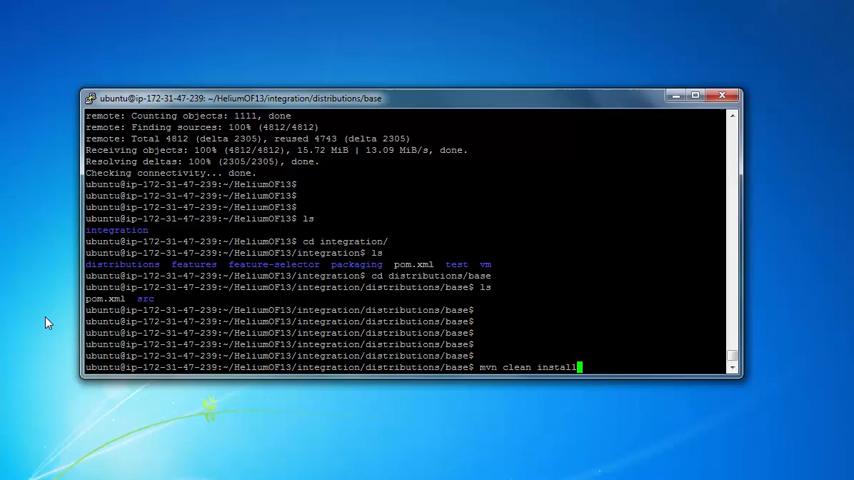 ubuntu@ip-172-31-47-239: ~/HeliumOF13/integration/distributions/base
remote: Counting objects: 1111, done
remote: Finding sources: 100% (4812/4812)
remote: Total 4812 (delta 2305), reused 4743 (delta 2305)
Receiving objects: 100% (4812/4812), 15.72 MiB | 13.09 MiB/s, done.
Resolving deltas: 100% (2305/2305), done.
Checking connectivity... done.
ubuntu@ip-172-31-47-239:~/HeliumOF13$
ubuntu@ip-172-31-47-239:~/HeliumOF13$
ubuntu@ip-172-31-47-239:~/HeliumOF13$
ubuntu@ip-172-31-47-239:~/HeliumOF13$ ls
integration
ubuntu@ip-172-31-47-239:~/HeliumOF13$ cd integration/
ubuntu@ip-172-31-47-239:~/HeliumOF13/integration$ ls
distributions features feature-selector packaging pom.xml test vm
ubuntu@ip-172-31-47-239:~/HeliumOF13/integration$ cd distributions/base
ubuntu@ip-172-31-47-239:~/HeliumOF13/integration/distributions/base$ ls
pom.xml src
ubuntu@ip-172-31-47-239:~/HeliumOF13/integration/distributions/base$
ubuntu@ip-172-31-47-239:~/HeliumOF13/integration/distributions/base$
ubuntu@ip-172-31-47-239:~/HeliumOF13/integration/distributions/base$
ubuntu@ip-172-31-47-239:~/HeliumOF13/integration/distributions/base$
ubuntu@ip-172-31-47-239:~/HeliumOF13/integration/distributions/base$
ubuntu@ip-172-31-47-239:~/HeliumOF13/integration/distributions/base$ mvn clean install